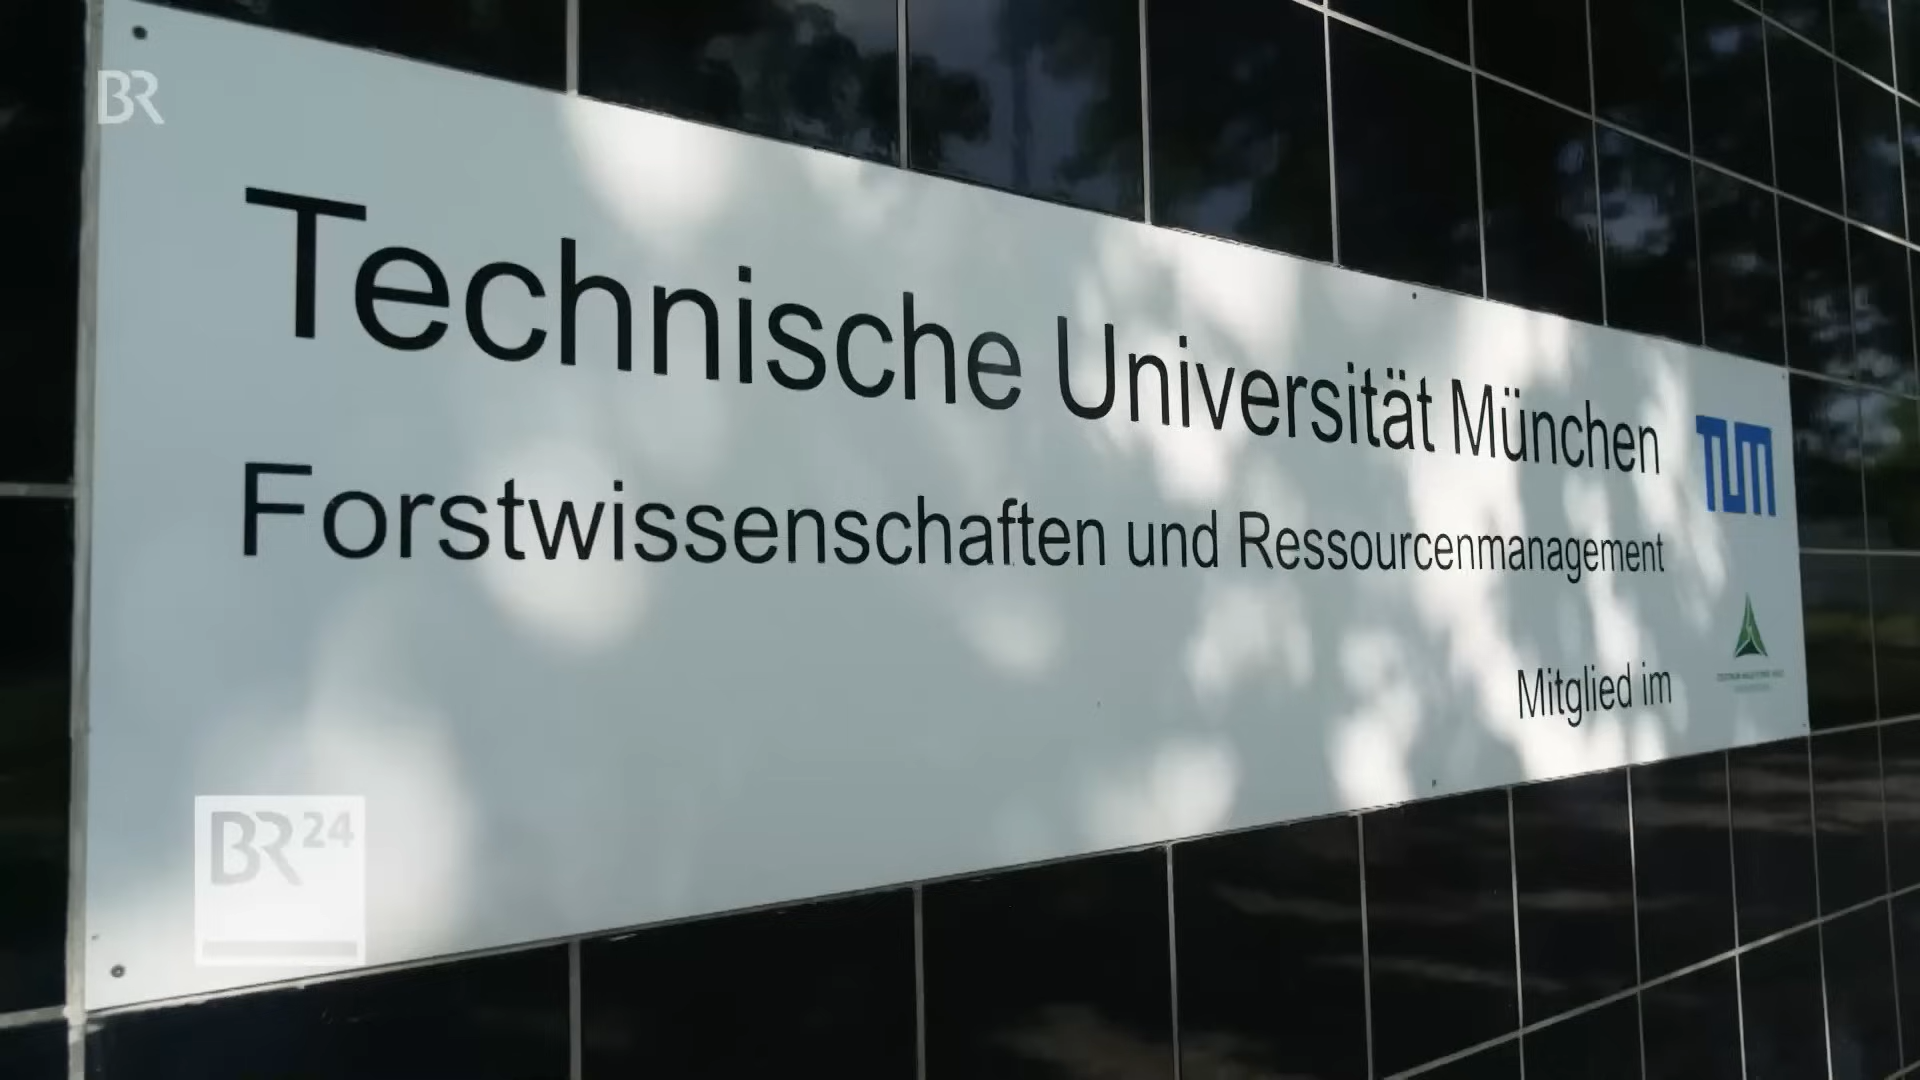 BR
Technische Universität München
TUM
Forstwissenschaften und Ressourcenmanagement
Mitglied im
BR24